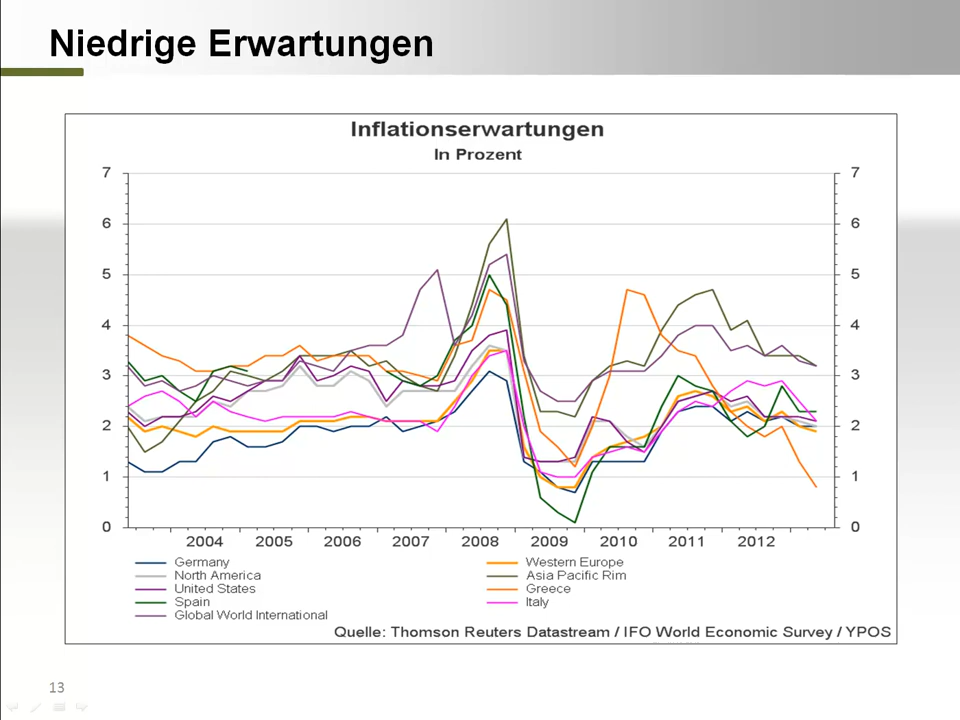 Niedrige Erwartungen
Inflationserwartungen
In Prozent
7 7
6 6
5 5
4 4
3 3
2 2
1 1
0 0
2004 2005 2006 2007 2008 2009 2010 2011 2012
Germany Western Europe
North America Asia Pacific Rim
United States Greece
Spain Italy
Global World International
Quelle: Thomson Reuters Datastream / IFO World Economic Survey / YPOS
13